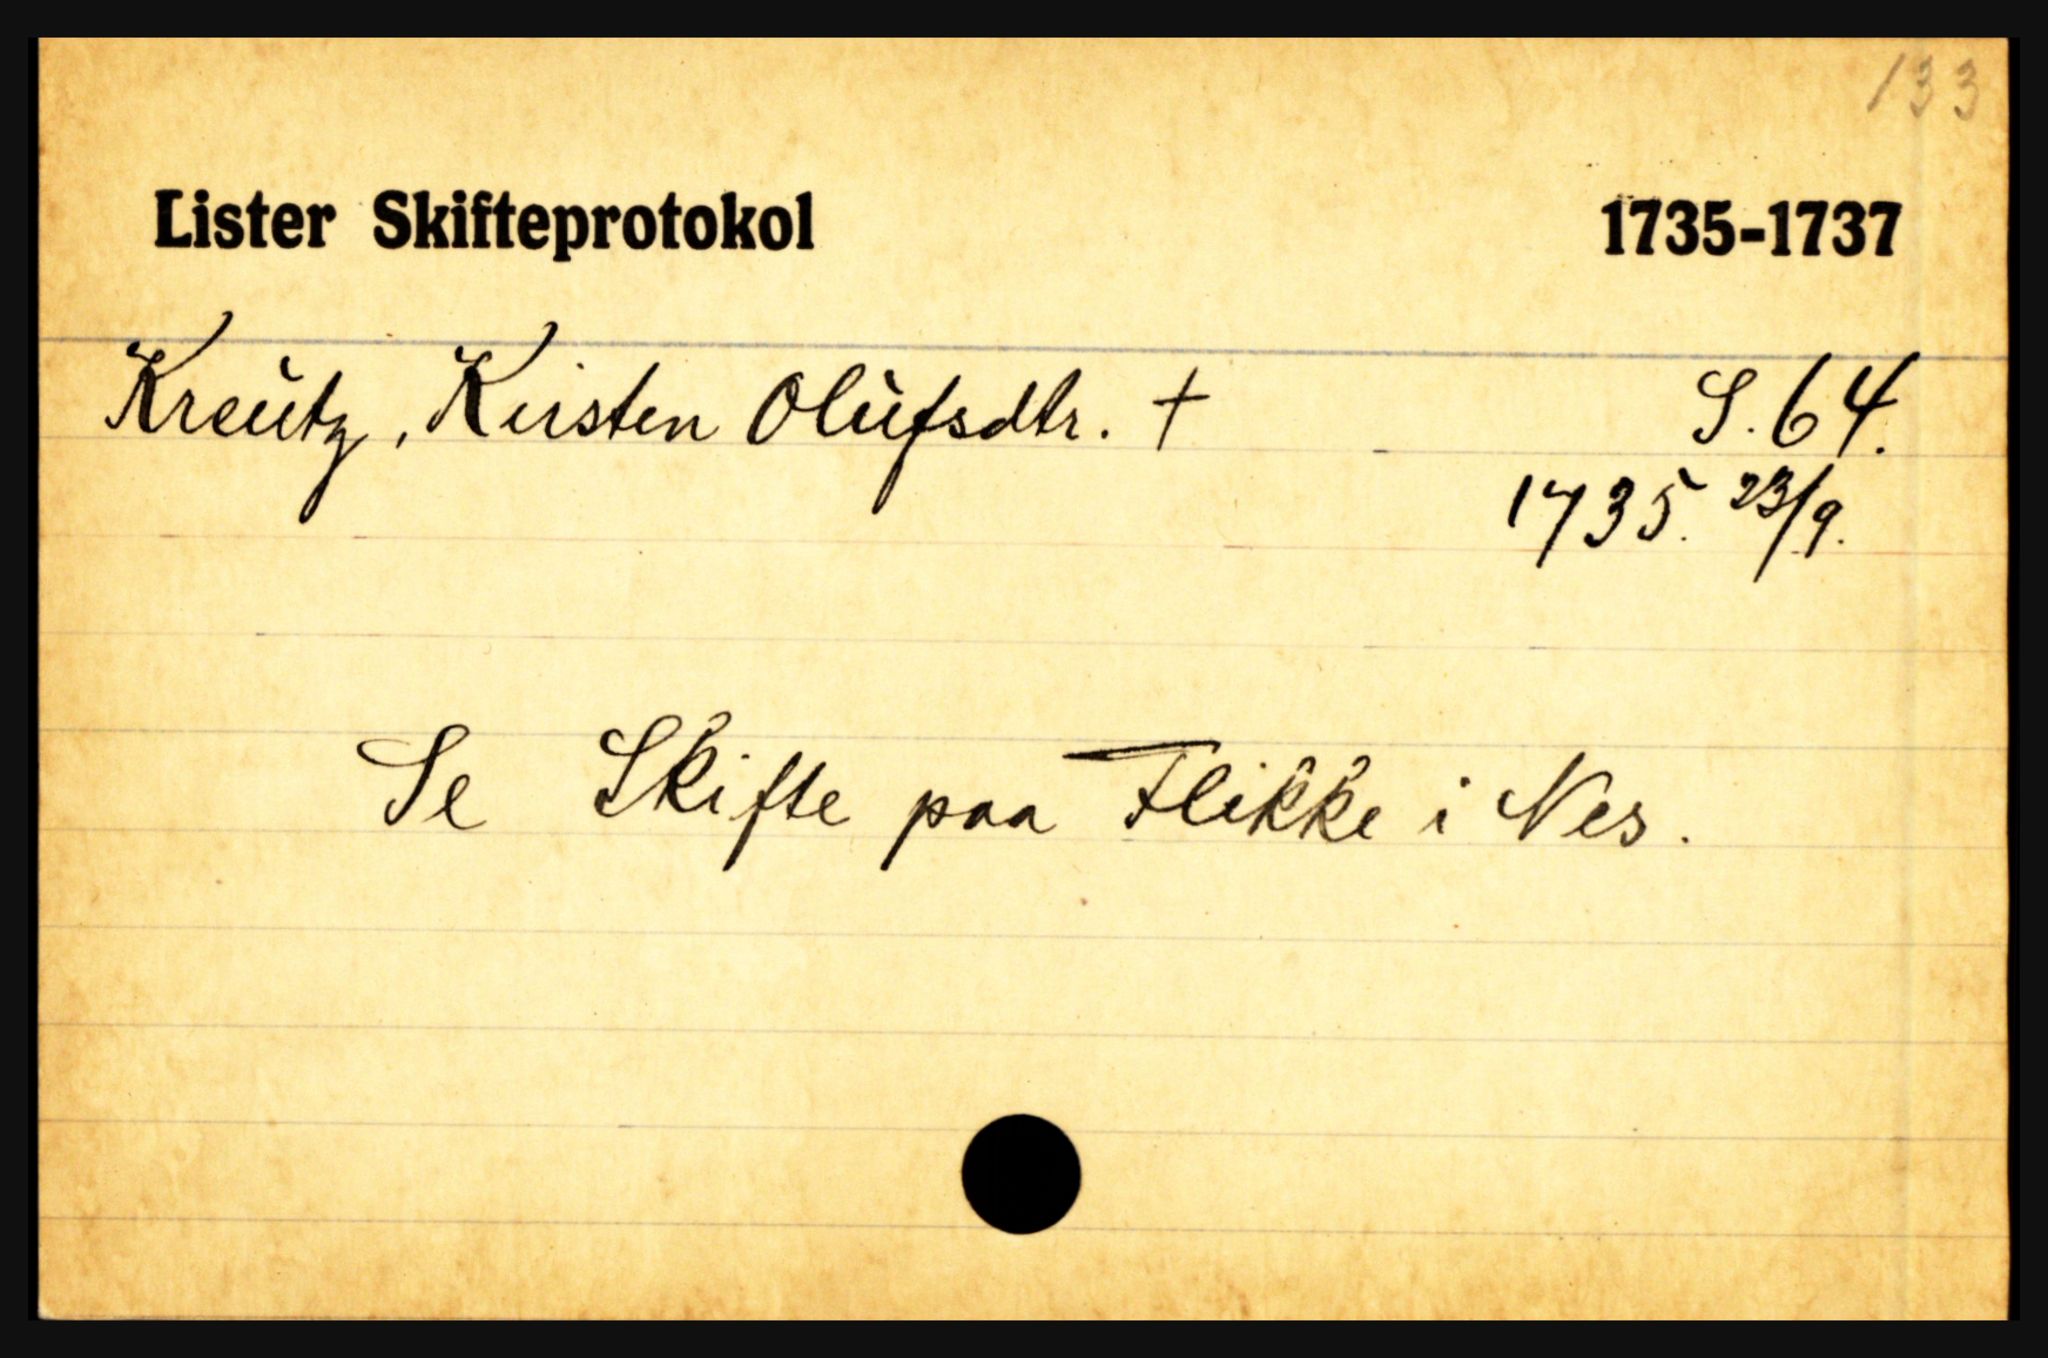 133
Lister Skifteprotokol 1735-1737
Kreutz, Kirsten Olufsdtr. † S. 64.
1735. 23/9.
Se Skifte paa Flikke i Nes.